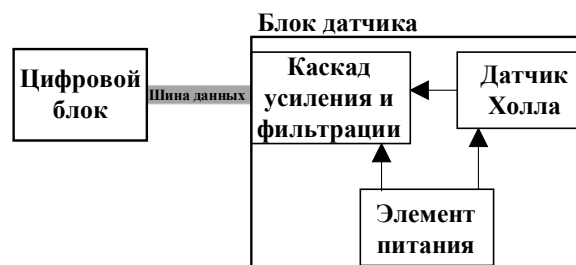 Блок датчика
Цифровой
блок
Шина данных
Каскад
усиления и
фильтрации
Датчик
Холла
Элемент
питания